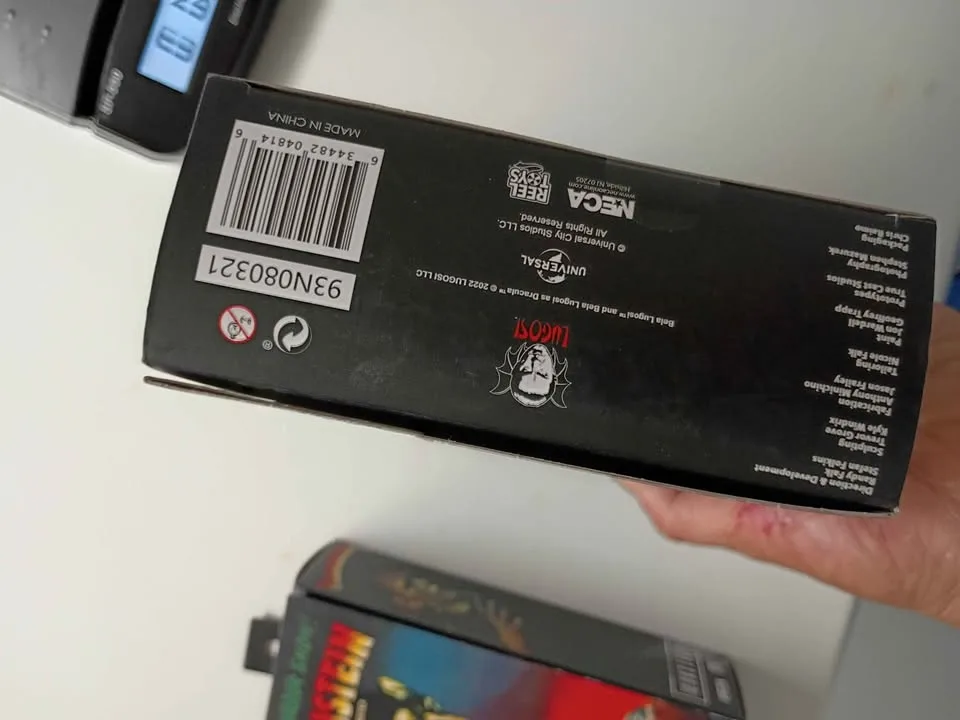 Direction & Development
Randy Falk
Stefan Folkins
Sculpting
Trevor Grove
Kyle Windrix
Fabrication
Anthony Minichino
Jason Frailey
Tailoring
Nicole Falk
Paint
Jon Wardell
Geoffrey Trapp
Prototypes
True Cast Studios
Photography
Stephen Mazurek
Packaging
Chris Raimo
LUGOSI
Bela Lugosi™ and Bela Lugosi as Dracula™ © 2022 LUGOSI LLC
UNIVERSAL
© Universal City Studios LLC.
All Rights Reserved.
NECA
www.necaonline.com
Hillside, NJ 07205
REEL
TOYS
®
93N080321
6 34482 04814 6
MADE IN CHINA
STEIN